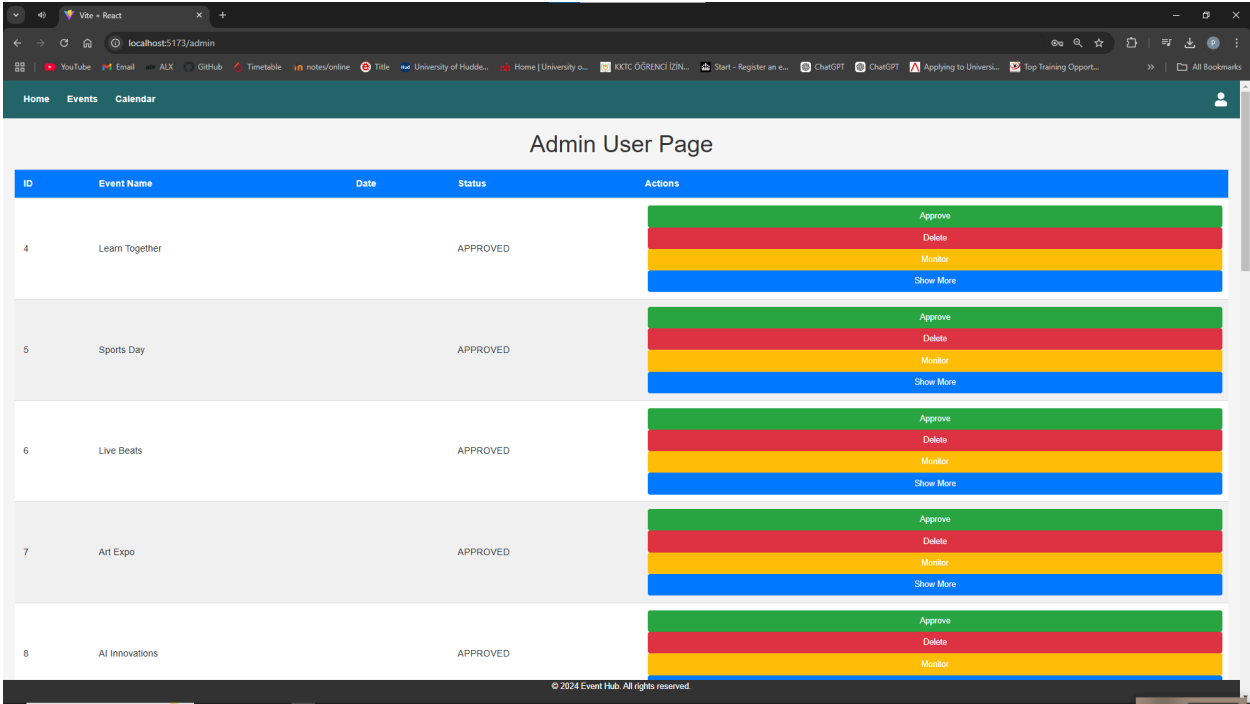 Vite + React
localhost:5173/admin
YouTube Email ALX GitHub Timetable notes/online Title University of Hudde... Home | University o... KKTC ÖĞRENCİ İZİN... Start - Register an e... ChatGPT ChatGPT Applying to Universi... Top Training Opport... All Bookmarks
Home Events Calendar
Admin User Page
ID Event Name Date Status Actions
Approve
Delete
4 Learn Together APPROVED
Monitor
Show More
Approve
Delete
5 Sports Day APPROVED
Monitor
Show More
Approve
Delete
6 Live Beats APPROVED
Monitor
Show More
Approve
Delete
7 Art Expo APPROVED
Monitor
Show More
Approve
Delete
8 AI Innovations APPROVED
Monitor
© 2024 Event Hub. All rights reserved.